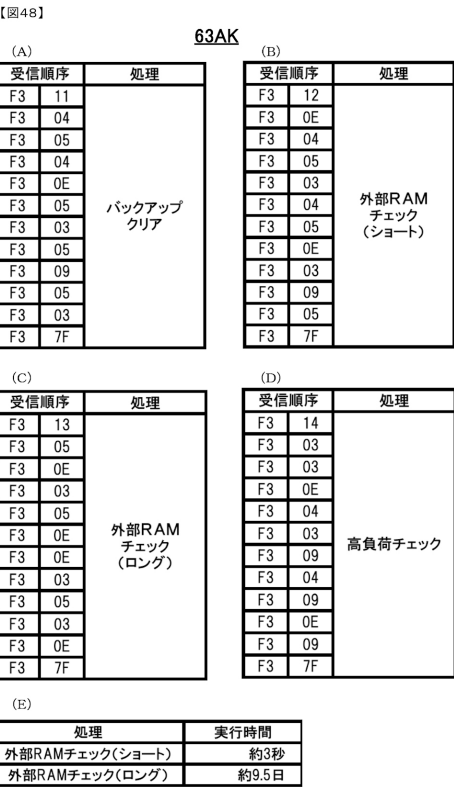 【図48】
63AK
(A)
受信順序 処理
F3 11
F3 04
F3 05
F3 04
F3 0E
F3 05
F3 03
F3 05
F3 09
F3 05
F3 03
F3 7F
バックアップ
クリア
(B)
受信順序 処理
F3 12
F3 0E
F3 04
F3 05
F3 03
F3 04
F3 05
F3 0E
F3 03
F3 09
F3 05
F3 7F
外部RAM
チェック
(ショート)
(C)
受信順序 処理
F3 13
F3 05
F3 0E
F3 03
F3 05
F3 0E
F3 0E
F3 03
F3 05
F3 03
F3 0E
F3 7F
外部RAM
チェック
(ロング)
(D)
受信順序 処理
F3 14
F3 03
F3 03
F3 0E
F3 04
F3 03
F3 09
F3 04
F3 09
F3 0E
F3 09
F3 7F
高負荷チェック
(E)
処理 実行時間
外部RAMチェック(ショート) 約3秒
外部RAMチェック(ロング) 約9.5日